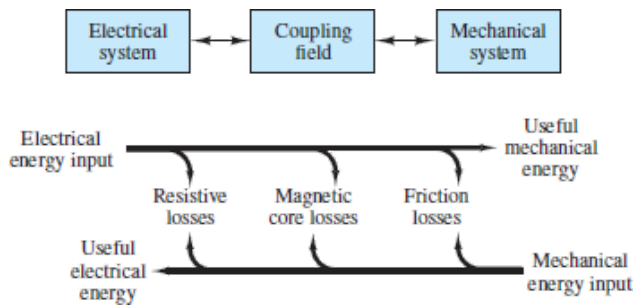 Electrical
system
Coupling
field
Mechanical
system
Electrical
energy input
Useful
mechanical
energy
Resistive
losses
Magnetic
core losses
Friction
losses
Useful
electrical
energy
Mechanical
energy input